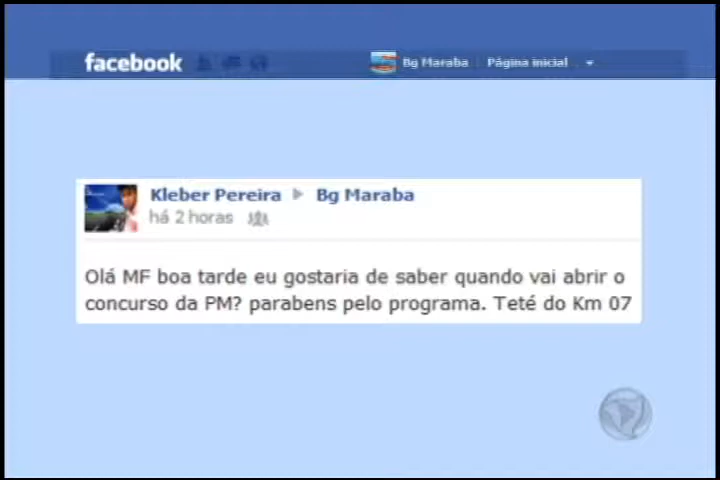 facebook
Bg Maraba
Página inicial
Kleber Pereira Bg Maraba
há 2 horas
Olá MF boa tarde eu gostaria de saber quando vai abrir o
concurso da PM? parabens pelo programa. Teté do Km 07